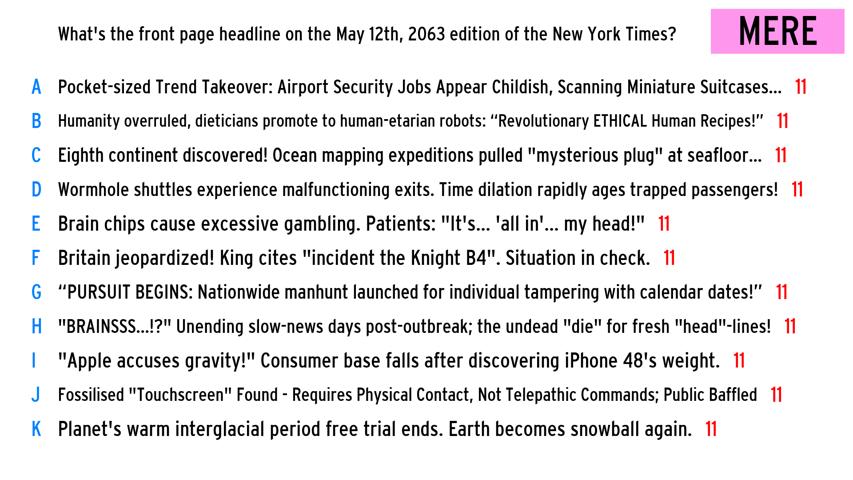 What's the front page headline on the May 12th, 2063 edition of the New York Times?
MERE
A Pocket-sized Trend Takeover: Airport Security Jobs Appear Childish, Scanning Miniature Suitcases... 11
B Humanity overruled, dieticians promote to human-etarian robots: “Revolutionary ETHICAL Human Recipes!” 11
C Eighth continent discovered! Ocean mapping expeditions pulled "mysterious plug" at seafloor... 11
D Wormhole shuttles experience malfunctioning exits. Time dilation rapidly ages trapped passengers! 11
E Brain chips cause excessive gambling. Patients: "It's... 'all in'... my head!" 11
F Britain jeopardized! King cites "incident the Knight B4". Situation in check. 11
G “PURSUIT BEGINS: Nationwide manhunt launched for individual tampering with calendar dates!” 11
H "BRAINSSS...!?" Unending slow-news days post-outbreak; the undead "die" for fresh "head"-lines! 11
I "Apple accuses gravity!" Consumer base falls after discovering iPhone 48's weight. 11
J Fossilised "Touchscreen" Found - Requires Physical Contact, Not Telepathic Commands; Public Baffled 11
K Planet's warm interglacial period free trial ends. Earth becomes snowball again. 11